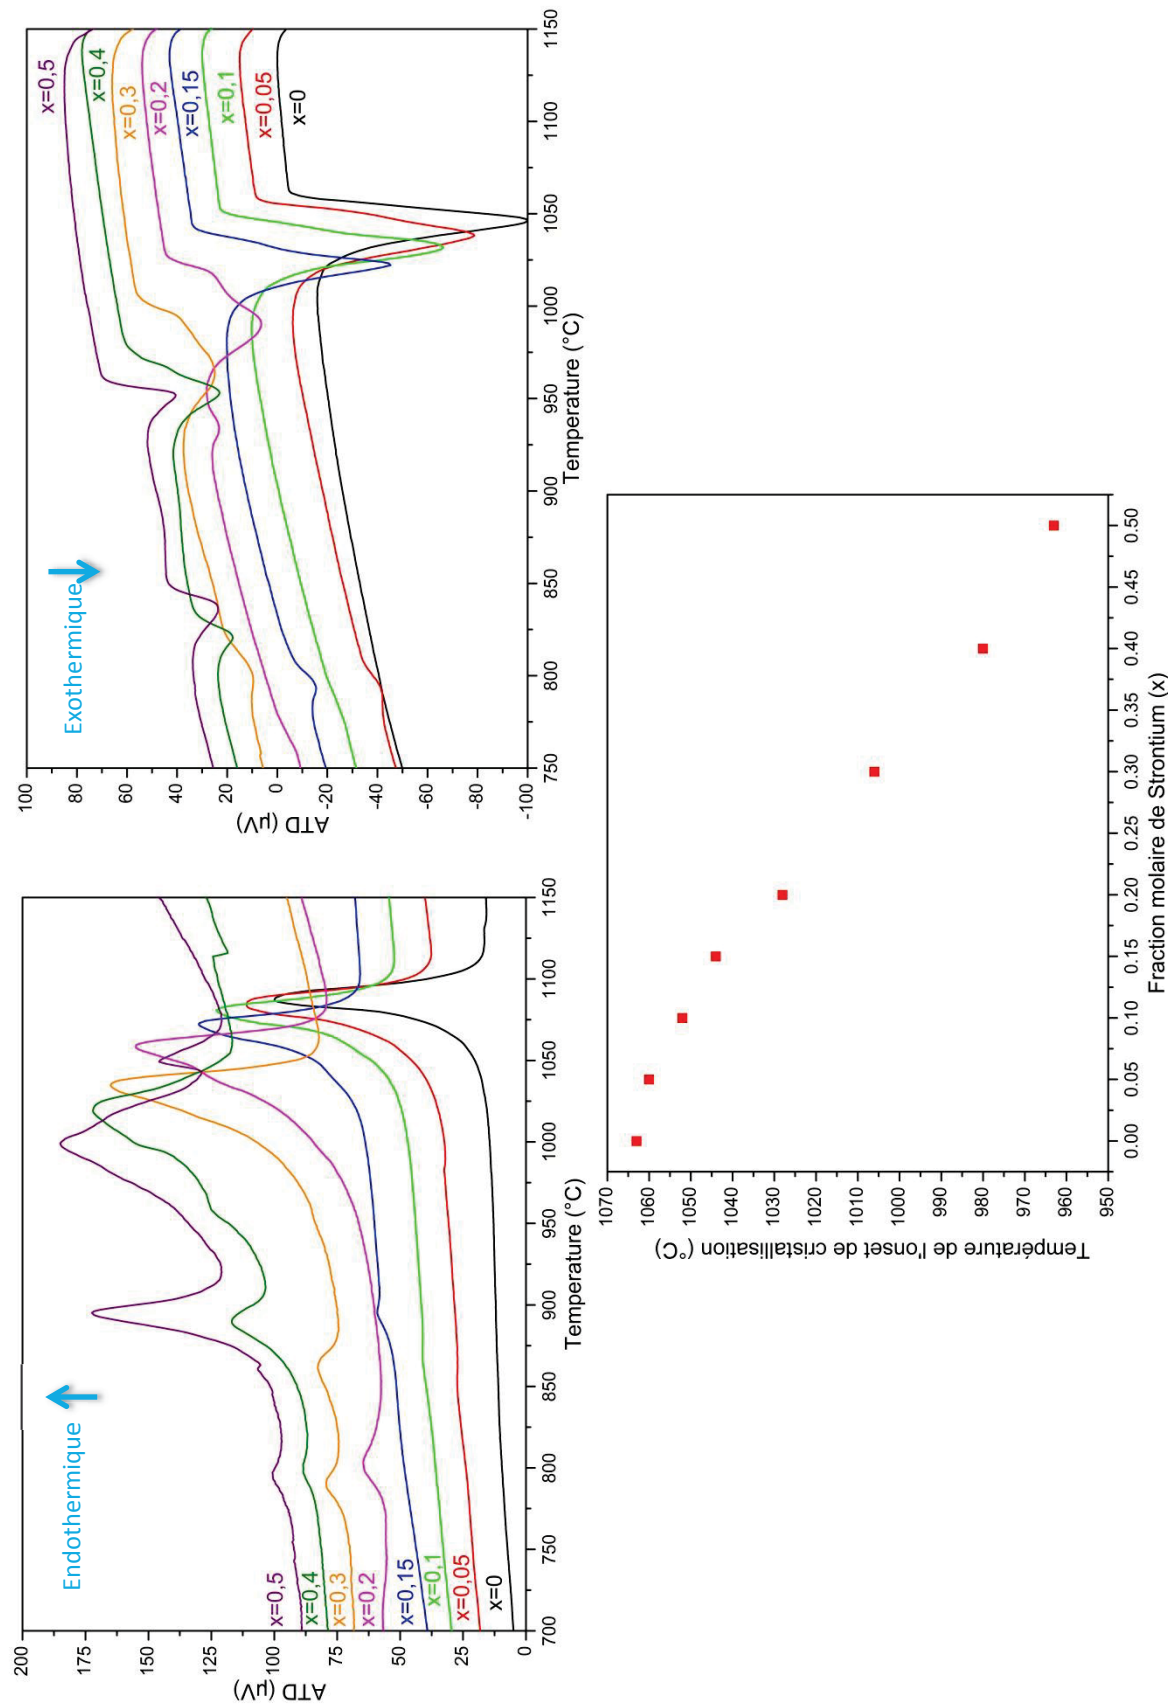 Endothermique
ATD (µV)
200
175
150
125
100
75
50
25
0
x=0,5
x=0,4
x=0,3
x=0,2
x=0,15
x=0,1
x=0,05
x=0
700
750
800
850
900
950
1000
1050
1100
1150
Temperature (°C)
Exothermique
ATD (µV)
100
80
60
40
20
0
-20
-40
-60
-80
-100
x=0,5
x=0,4
x=0,3
x=0,2
x=0,15
x=0,1
x=0,05
x=0
750
800
850
900
950
1000
1050
1100
1150
Temperature (°C)
Température de l'onset de cristallisation (°C)
1070
1060
1050
1040
1030
1020
1010
1000
990
980
970
960
950
0.00
0.05
0.10
0.15
0.20
0.25
0.30
0.35
0.40
0.45
0.50
Fraction molaire de Strontium (x)